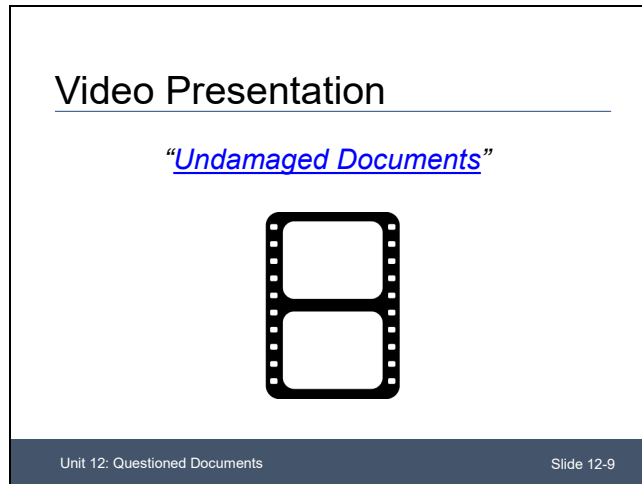 Video Presentation
“Undamaged Documents”
Unit 12: Questioned Documents
Slide 12-9